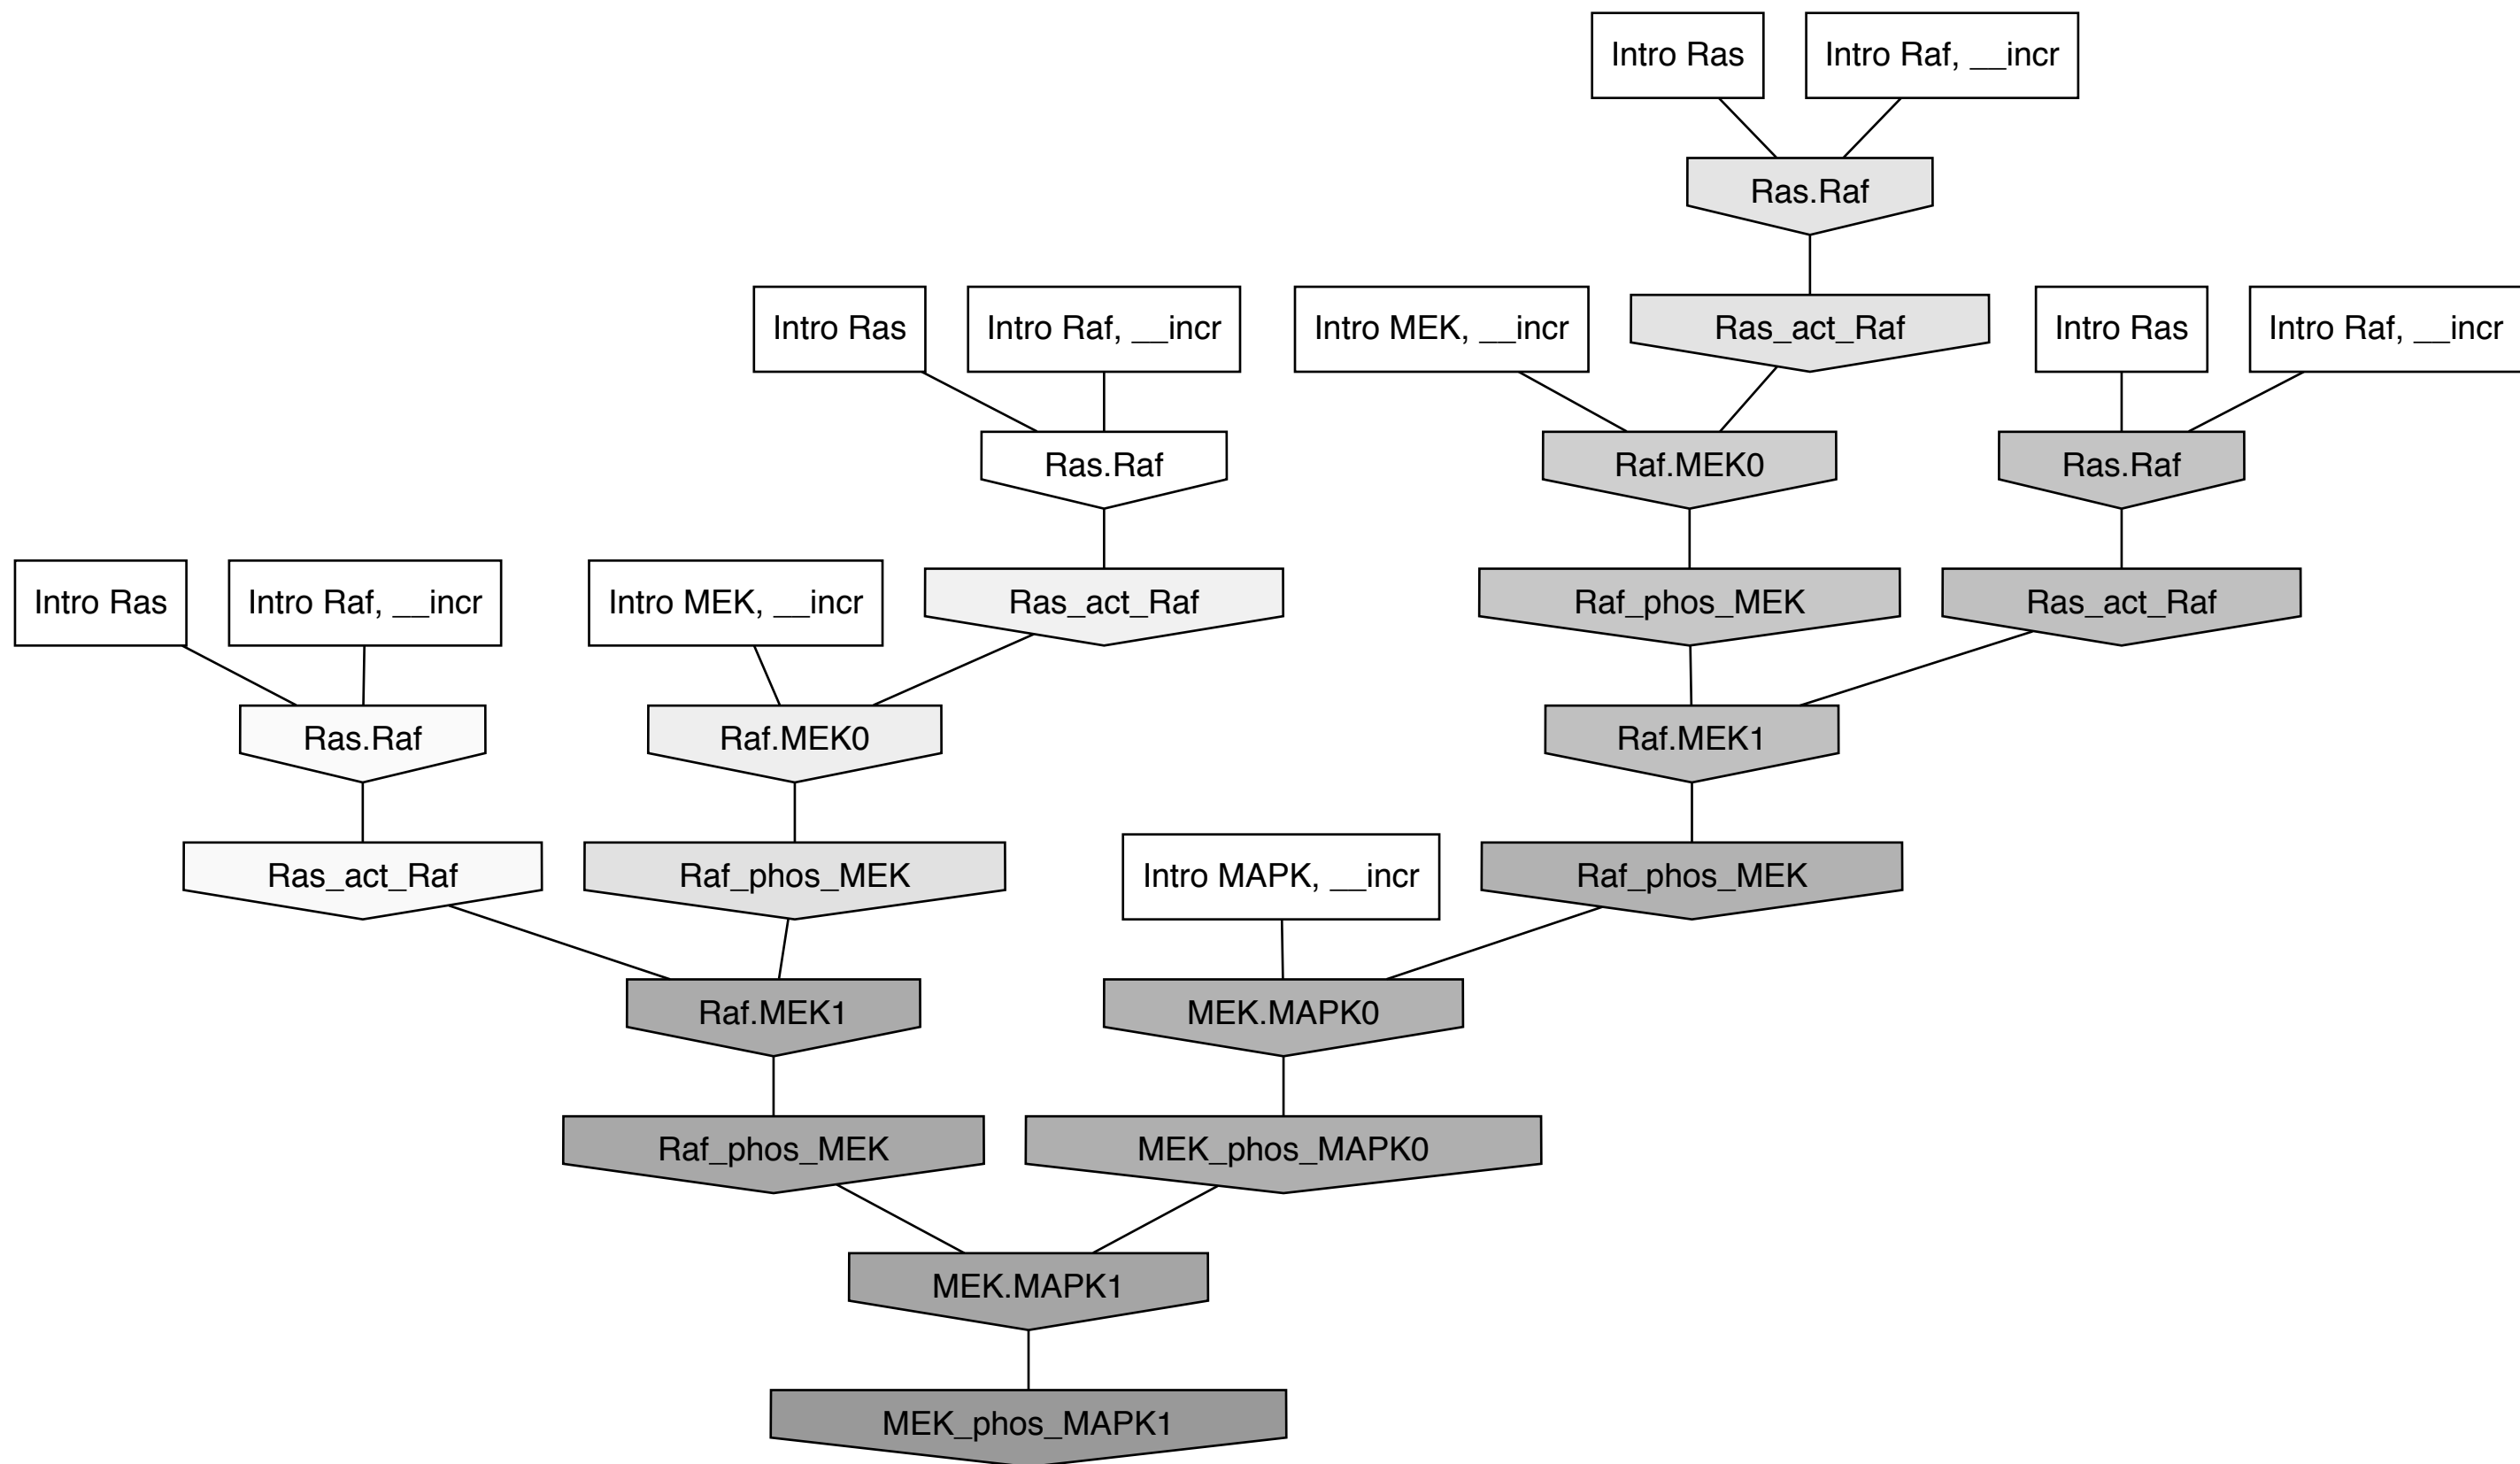 Intro Ras
Intro Raf, __incr
Ras.Raf
Intro Ras
Intro Raf, __incr
Intro MEK, __incr
Ras_act_Raf
Intro Ras
Intro Raf, __incr
Ras.Raf
Raf.MEK0
Ras.Raf
Intro Ras
Intro Raf, __incr
Intro MEK, __incr
Ras_act_Raf
Raf_phos_MEK
Ras_act_Raf
Ras.Raf
Raf.MEK0
Raf.MEK1
Ras_act_Raf
Raf_phos_MEK
Intro MAPK, __incr
Raf_phos_MEK
Raf.MEK1
MEK.MAPK0
Raf_phos_MEK
MEK_phos_MAPK0
MEK.MAPK1
MEK_phos_MAPK1